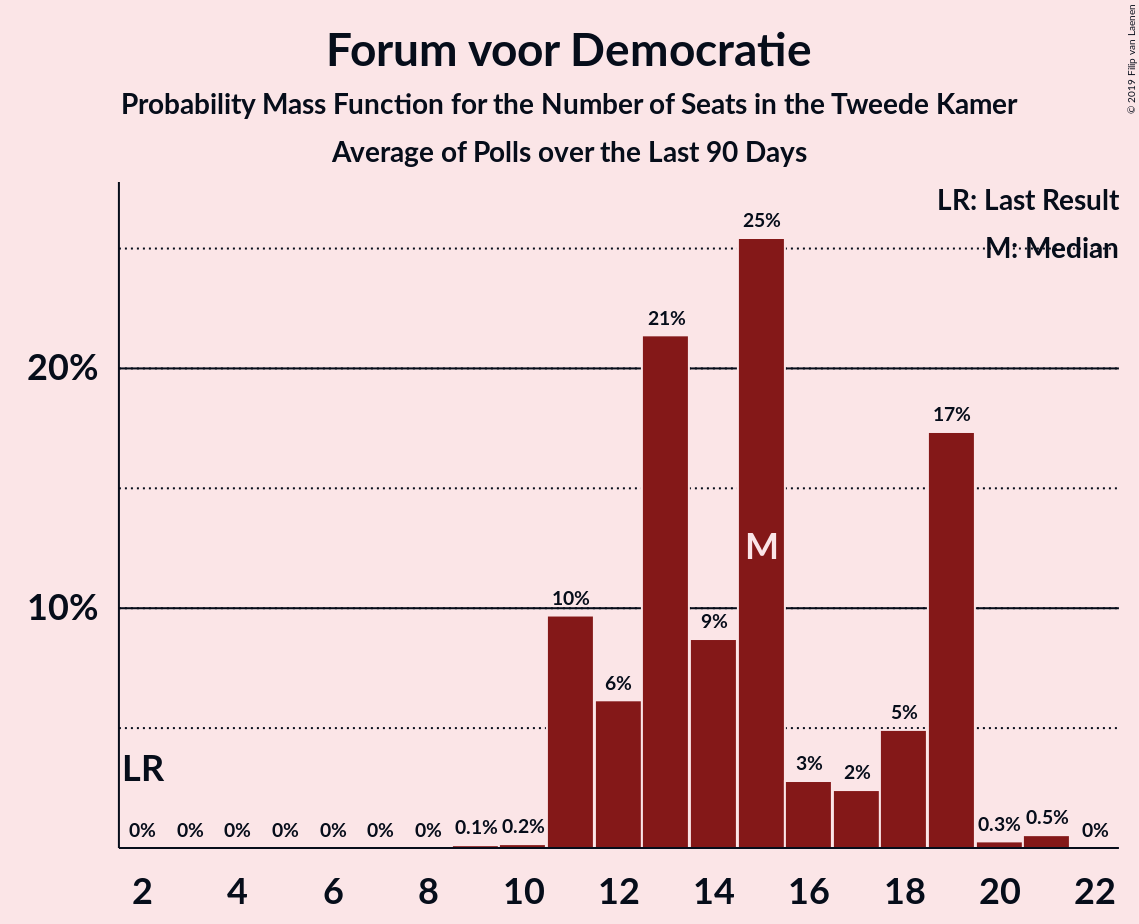 Forum voor Democratie
Probability Mass Function for the Number of Seats in the Tweede Kamer
Average of Polls over the Last 90 Days
© 2019 Filip van Laenen
LR: Last Result
M: Median
25%
21%
20%
17%
M
10%
10%
9%
6%
5%
LR
3%
2%
0% 0% 0% 0% 0% 0% 0% 0.1% 0.2% 0.3% 0.5% 0%
2 4 6 8 10 12 14 16 18 20 22